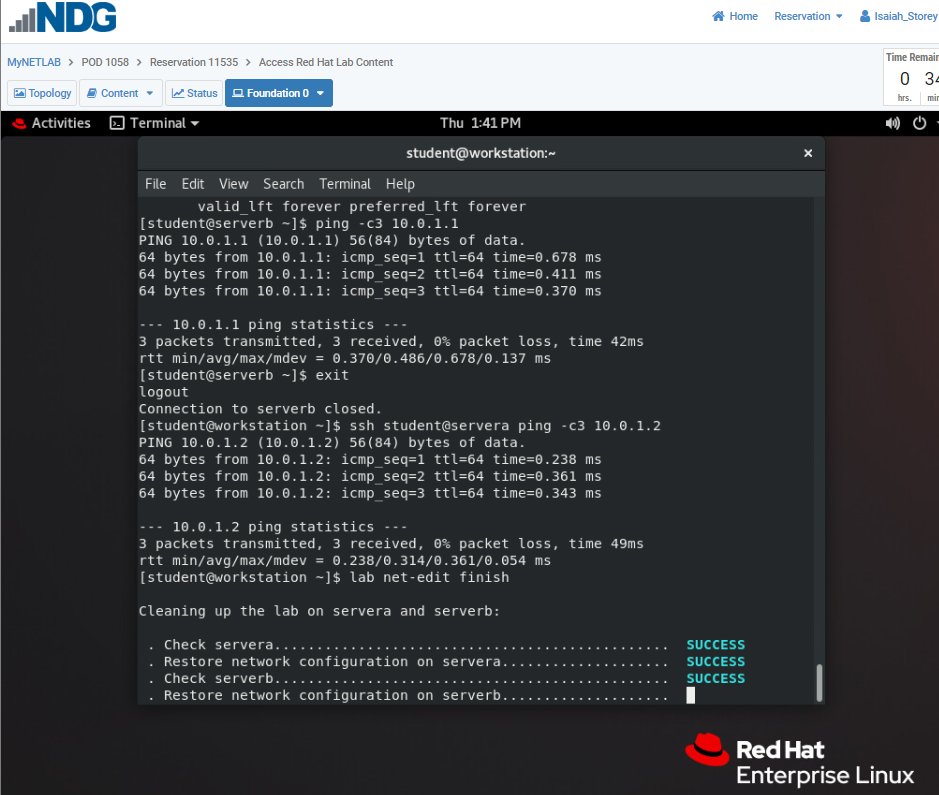 NDG
Home Reservation Isaiah_Storey
MyNETLAB > POD 1058 > Reservation 11535 > Access Red Hat Lab Content
Time Remain
0 34
hrs. min
Topology Content Status Foundation 0
Activities Terminal Thu 1:41 PM
student@workstation:~ ×
File Edit View Search Terminal Help
valid_lft forever preferred_lft forever
[student@serverb ~]$ ping -c3 10.0.1.1
PING 10.0.1.1 (10.0.1.1) 56(84) bytes of data.
64 bytes from 10.0.1.1: icmp_seq=1 ttl=64 time=0.678 ms
64 bytes from 10.0.1.1: icmp_seq=2 ttl=64 time=0.411 ms
64 bytes from 10.0.1.1: icmp_seq=3 ttl=64 time=0.370 ms
--- 10.0.1.1 ping statistics ---
3 packets transmitted, 3 received, 0% packet loss, time 42ms
rtt min/avg/max/mdev = 0.370/0.486/0.678/0.137 ms
[student@serverb ~]$ exit
logout
Connection to serverb closed.
[student@workstation ~]$ ssh student@servera ping -c3 10.0.1.2
PING 10.0.1.2 (10.0.1.2) 56(84) bytes of data.
64 bytes from 10.0.1.2: icmp_seq=1 ttl=64 time=0.238 ms
64 bytes from 10.0.1.2: icmp_seq=2 ttl=64 time=0.361 ms
64 bytes from 10.0.1.2: icmp_seq=3 ttl=64 time=0.343 ms
--- 10.0.1.2 ping statistics ---
3 packets transmitted, 3 received, 0% packet loss, time 49ms
rtt min/avg/max/mdev = 0.238/0.314/0.361/0.054 ms
[student@workstation ~]$ lab net-edit finish
Cleaning up the lab on servera and serverb:
. Check servera............................................... SUCCESS
. Restore network configuration on servera.................... SUCCESS
. Check serverb............................................... SUCCESS
. Restore network configuration on serverb....................
Red Hat
Enterprise Linux